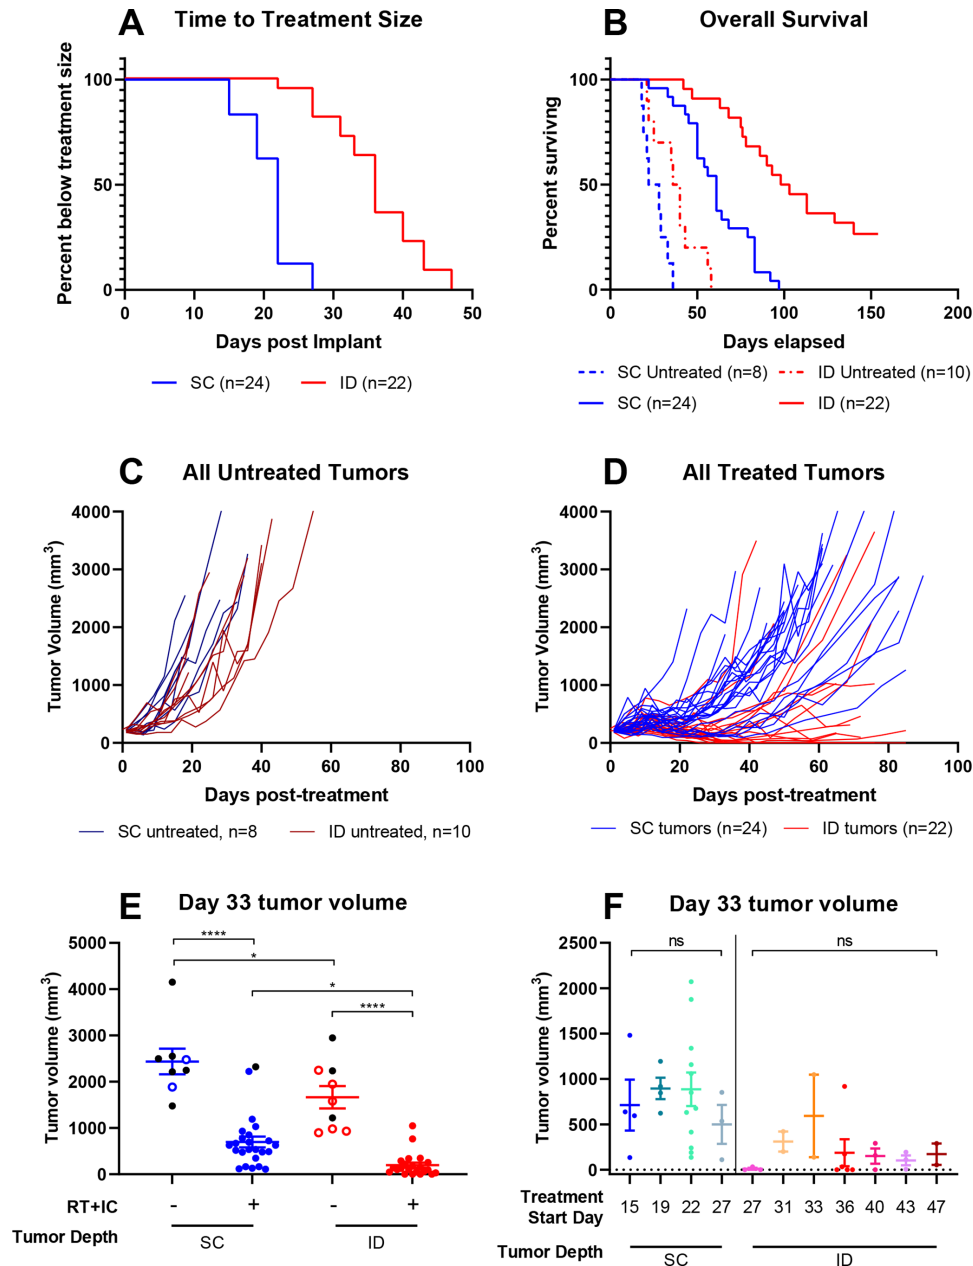 A Time to Treatment Size
Percent below treatment size
100
50
0
0 10 20 30 40 50
Days post Implant
SC (n=24) ID (n=22)
B Overall Survival
Percent survivng
100
50
0
0 50 100 150 200
Days elapsed
SC Untreated (n=8) ID Untreated (n=10)
SC (n=24) ID (n=22)
C All Untreated Tumors
Tumor Volume (mm³)
4000
3000
2000
1000
0
0 20 40 60 80 100
Days post-treatment
SC untreated, n=8 ID untreated, n=10
D All Treated Tumors
Tumor Volume (mm³)
4000
3000
2000
1000
0
0 20 40 60 80 100
Days post-treatment
SC tumors (n=24) ID tumors (n=22)
E Day 33 tumor volume
Tumor volume (mm³)
5000
4000
3000
2000
1000
0
****
*
*
****
RT+IC - + - +
Tumor Depth SC ID
F Day 33 tumor volume
Tumor volume (mm³)
2500
2000
1500
1000
500
0
ns ns
Treatment
Start Day 15 19 22 27 27 31 33 36 40 43 47
Tumor Depth SC ID